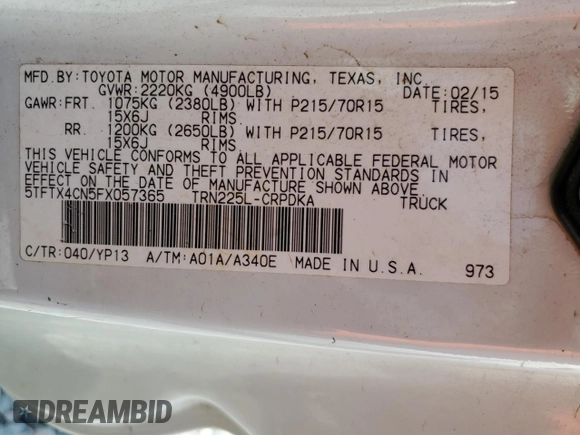 MFD.BY:TOYOTA MOTOR MANUFACTURING, TEXAS, INC.
GVWR:2220KG (4900LB) DATE:02/15
GAWR:FRT. 1075KG (2380LB) WITH P215/70R15 TIRES,
15X6J RIMS
RR. 1200KG (2650LB) WITH P215/70R15 TIRES,
15X6J RIMS
THIS VEHICLE CONFORMS TO ALL APPLICABLE FEDERAL MOTOR
VEHICLE SAFETY AND THEFT PREVENTION STANDARDS IN
EFFECT ON THE DATE OF MANUFACTURE SHOWN ABOVE.
5TFTX4CN5FX057365 TRN225L-CRPDKA TRUCK
C/TR:040/YP13 A/TM:A01A/A340E MADE IN U.S.A. 973
DREAMBID